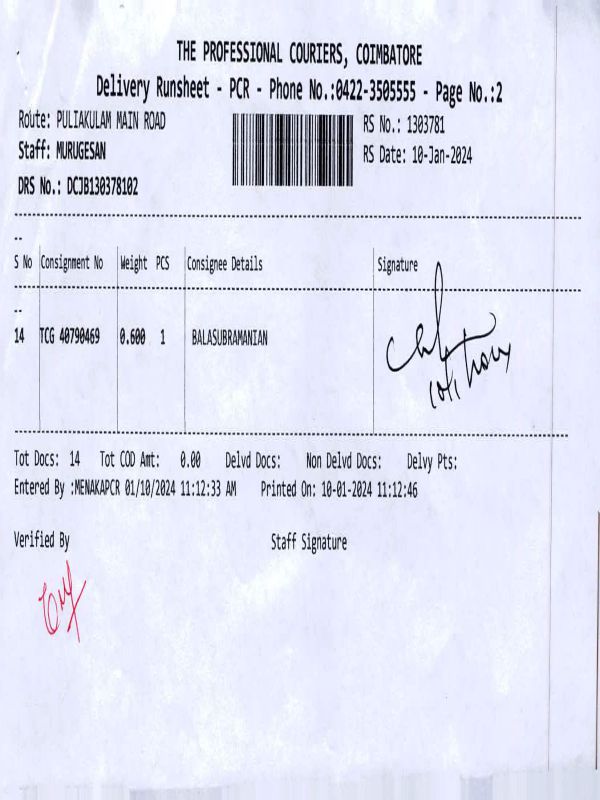 THE PROFESSIONAL COURIERS, COIMBATORE
Delivery Runsheet - PCR - Phone No.:0422-3505555 - Page No.:2
Route: PULIAKULAM MAIN ROAD
RS No.: 1303781
Staff: MURUGESAN
RS Date: 10-Jan-2024
DRS No.: DCJB130378102
--
S No Consignment No Weight PCS Consignee Details Signature
--
14 TCG 40790469 0.600 1 BALASUBRAMANIAN
Tot Docs: 14 Tot COD Amt: 0.00 Delvd Docs: Non Delvd Docs: Delvy Pts:
Entered By :MENAKAPCR 01/10/2024 11:12:33 AM Printed On: 10-01-2024 11:12:46
Verified By Staff Signature